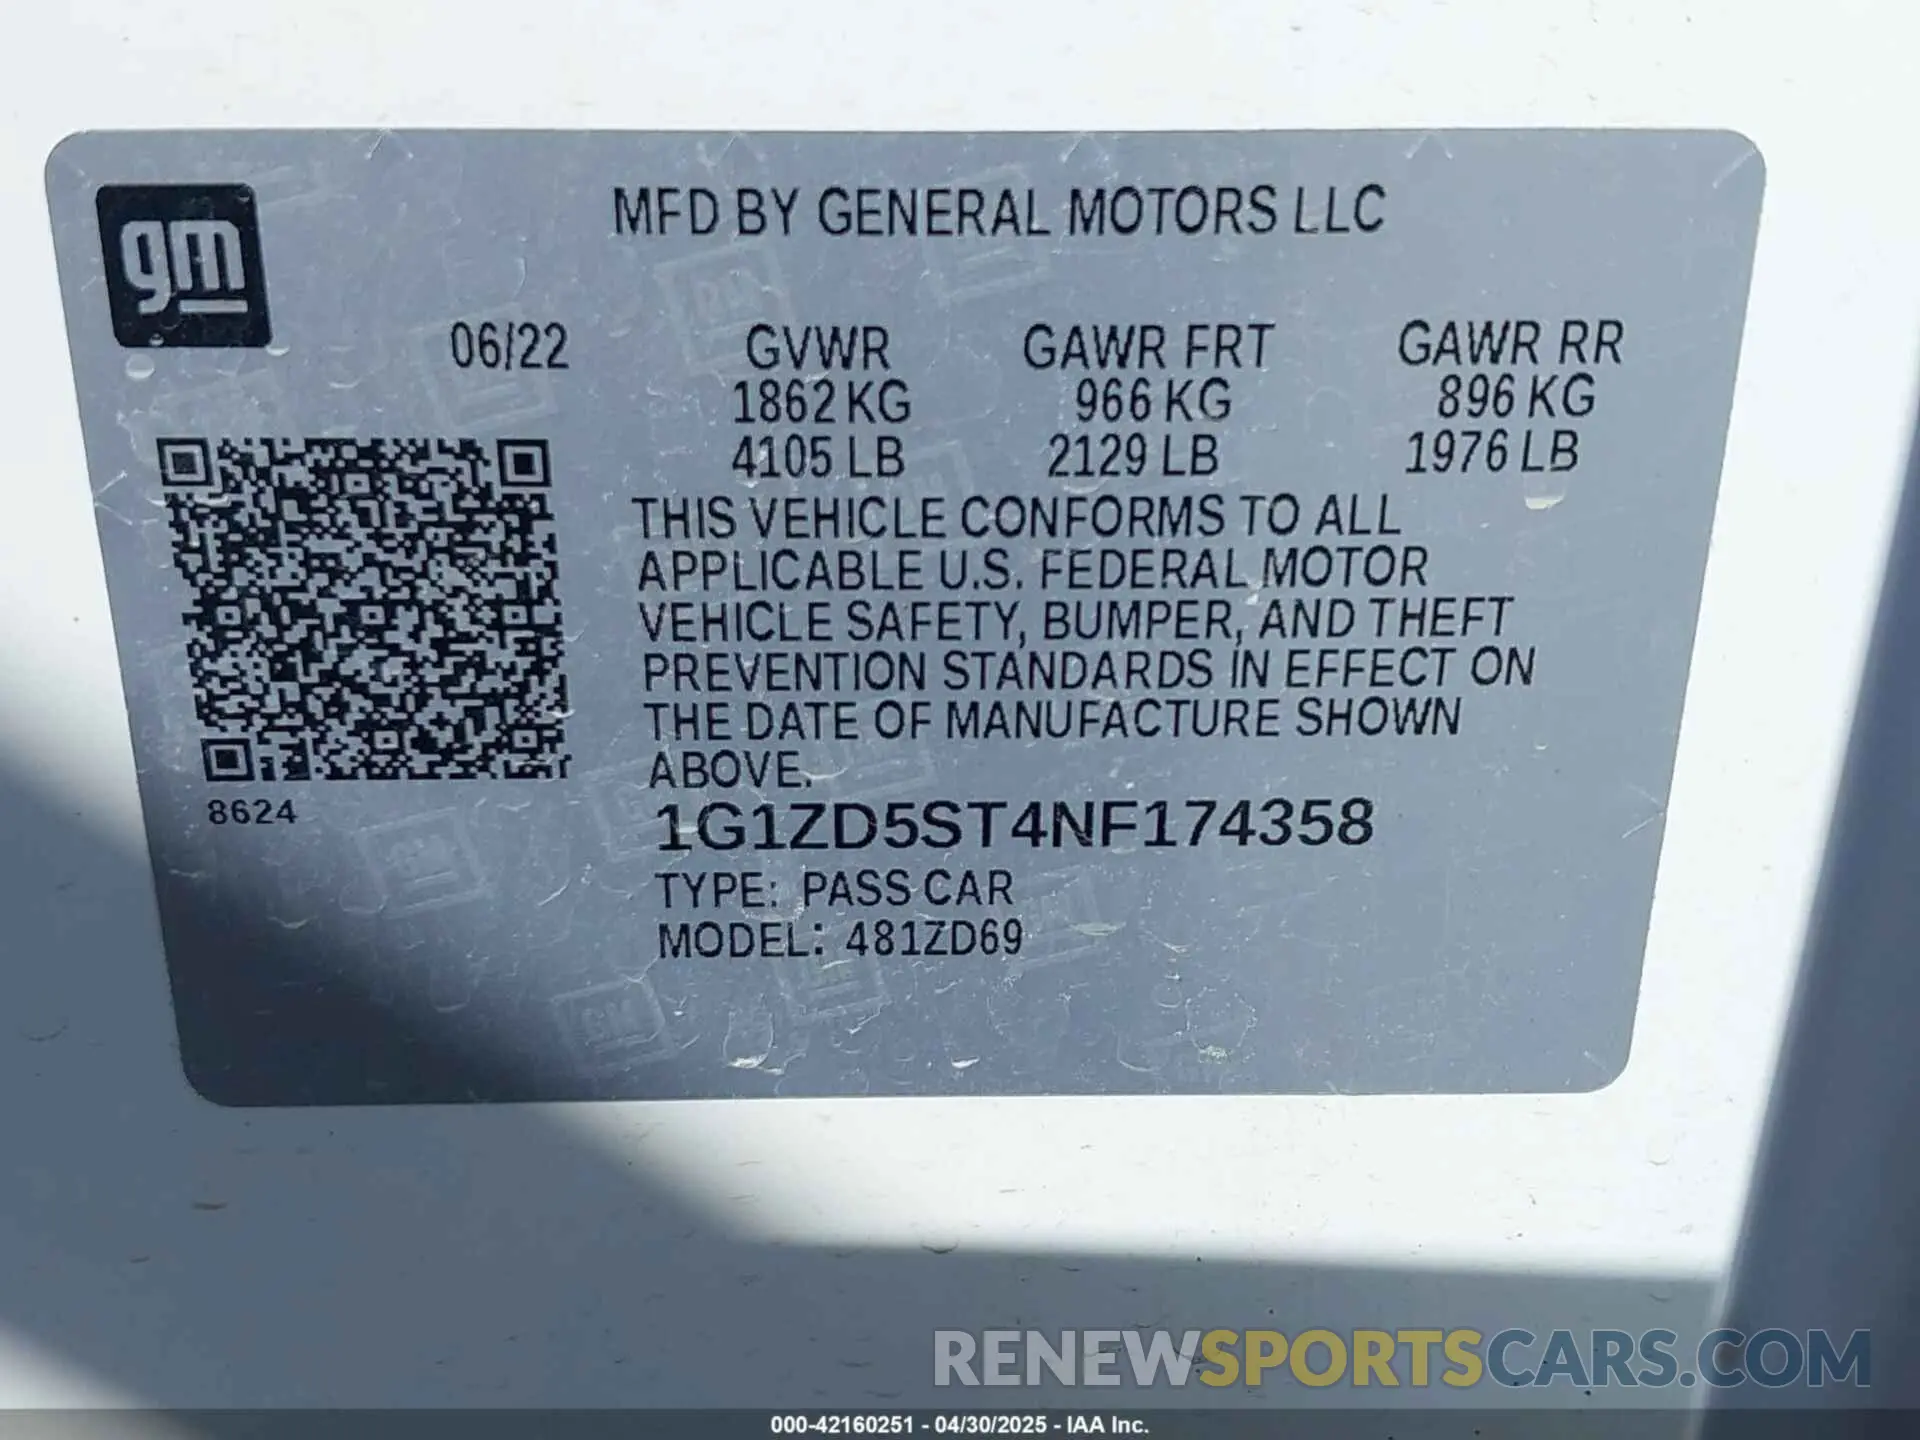 gm
MFD BY GENERAL MOTORS LLC
06/22 GVWR GAWR FRT GAWR RR
1862 KG 966 KG 896 KG
4105 LB 2129 LB 1976 LB
THIS VEHICLE CONFORMS TO ALL
APPLICABLE U.S. FEDERAL MOTOR
VEHICLE SAFETY, BUMPER, AND THEFT
PREVENTION STANDARDS IN EFFECT ON
THE DATE OF MANUFACTURE SHOWN
ABOVE.
8624
1G1ZD5ST4NF174358
TYPE: PASS CAR
MODEL: 481ZD69
GM
RENEWSPORTSCARS.COM
000-42160251 - 04/30/2025 - IAA Inc.